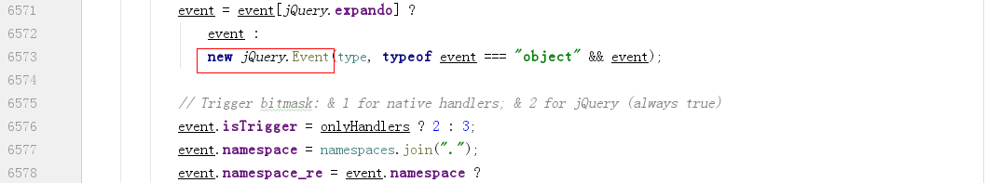 6571 event = event[jQuery.expando] ?
6572 event :
6573 new jQuery.Event(type, typeof event === "object" && event);
6574
6575 // Trigger bitmask: & 1 for native handlers; & 2 for jQuery (always true)
6576 event.isTrigger = onlyHandlers ? 2 : 3;
6577 event.namespace = namespaces.join(".");
6578 event.namespace_re = event.namespace ?